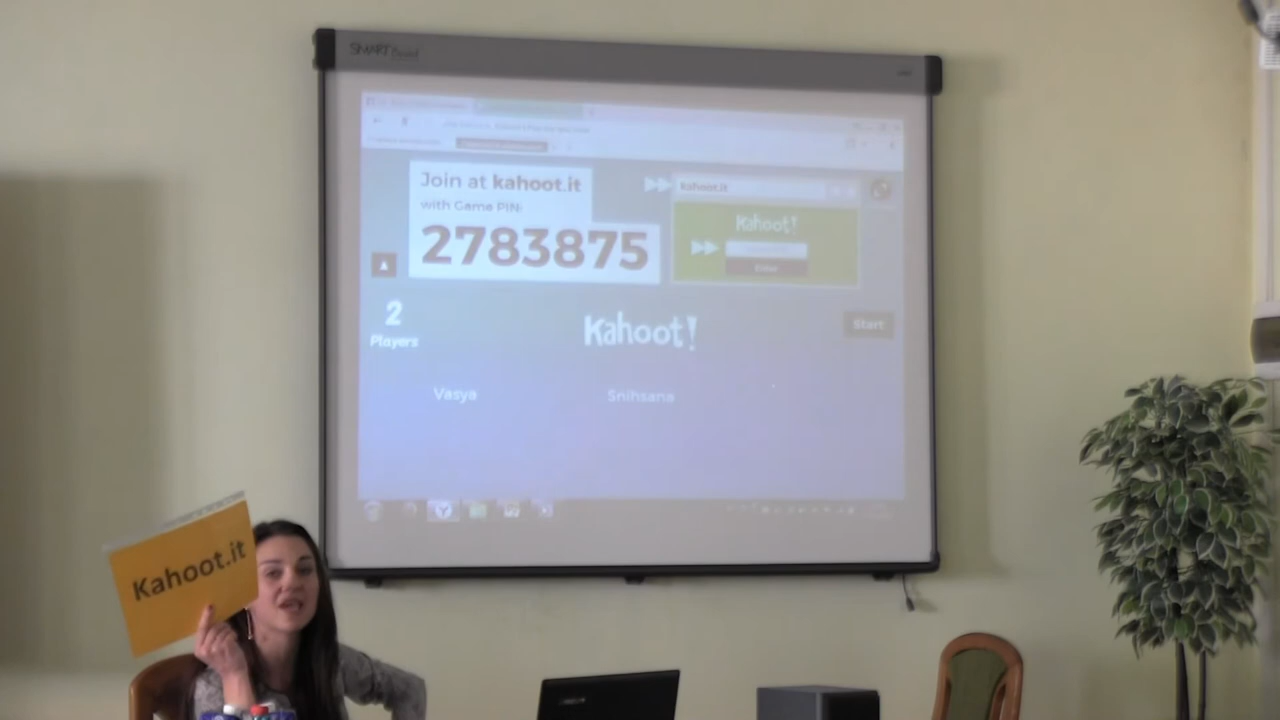 SMART Board
Join at kahoot.it
with Game PIN:
2783875
kahoot.it
Kahoot!
Enter
2
Players
Kahoot!
Start
Vasya
Snihsana
Kahoot.it